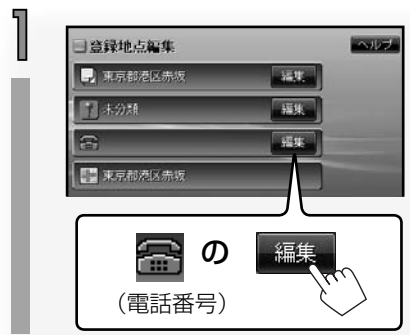 1
登録地点編集 ヘルプ
東京都港区赤坂 編集
未分類 編集
編集
東京都港区赤坂
の 編集
（電話番号）